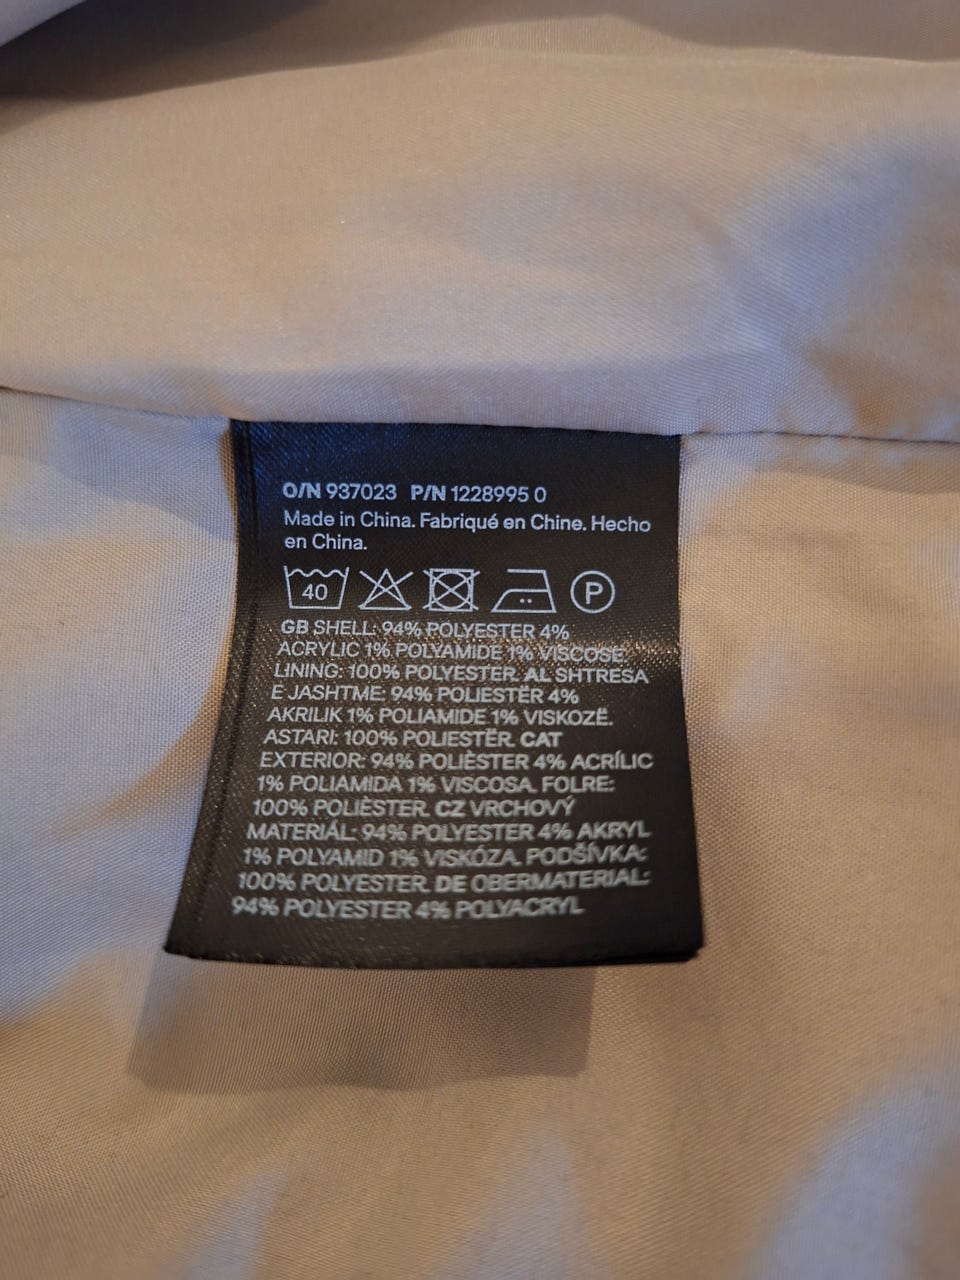 O/N 937023 P/N 1228995 0
Made in China. Fabriqué en Chine. Hecho
en China.
40 P
GB SHELL: 94% POLYESTER 4%
ACRYLIC 1% POLYAMIDE 1% VISCOSE
LINING: 100% POLYESTER. AL SHTRESA
E JASHTME: 94% POLIESTËR 4%
AKRILIK 1% POLIAMIDE 1% VISKOZË.
ASTARI: 100% POLIESTËR. CAT
EXTERIOR: 94% POLIÈSTER 4% ACRÍLIC
1% POLIAMIDA 1% VISCOSA. FOLRE:
100% POLIÈSTER. CZ VRCHOVÝ
MATERIÁL: 94% POLYESTER 4% AKRYL
1% POLYAMID 1% VISKÓZA. PODŠÍVKA:
100% POLYESTER. DE OBERMATERIAL:
94% POLYESTER 4% POLYACRYL